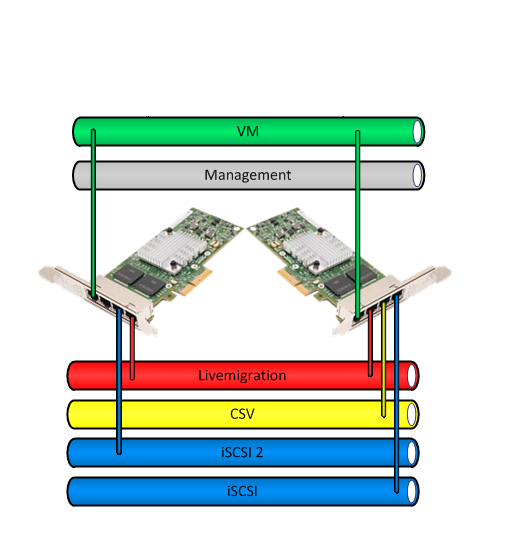 VM
Management
Livemigration
CSV
iSCSI 2
iSCSI